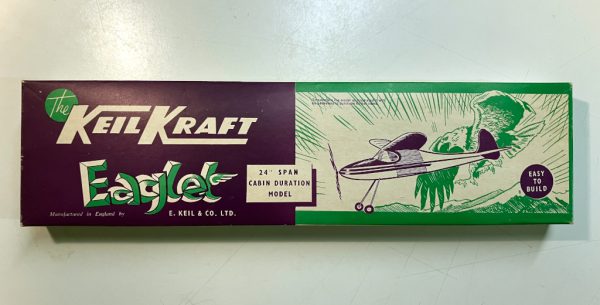 The
KEILKRAFT
Eaglet
24" SPAN
CABIN DURATION
MODEL
Manufactured in England by
E. KEIL & CO. LTD.
EASY
TO
BUILD